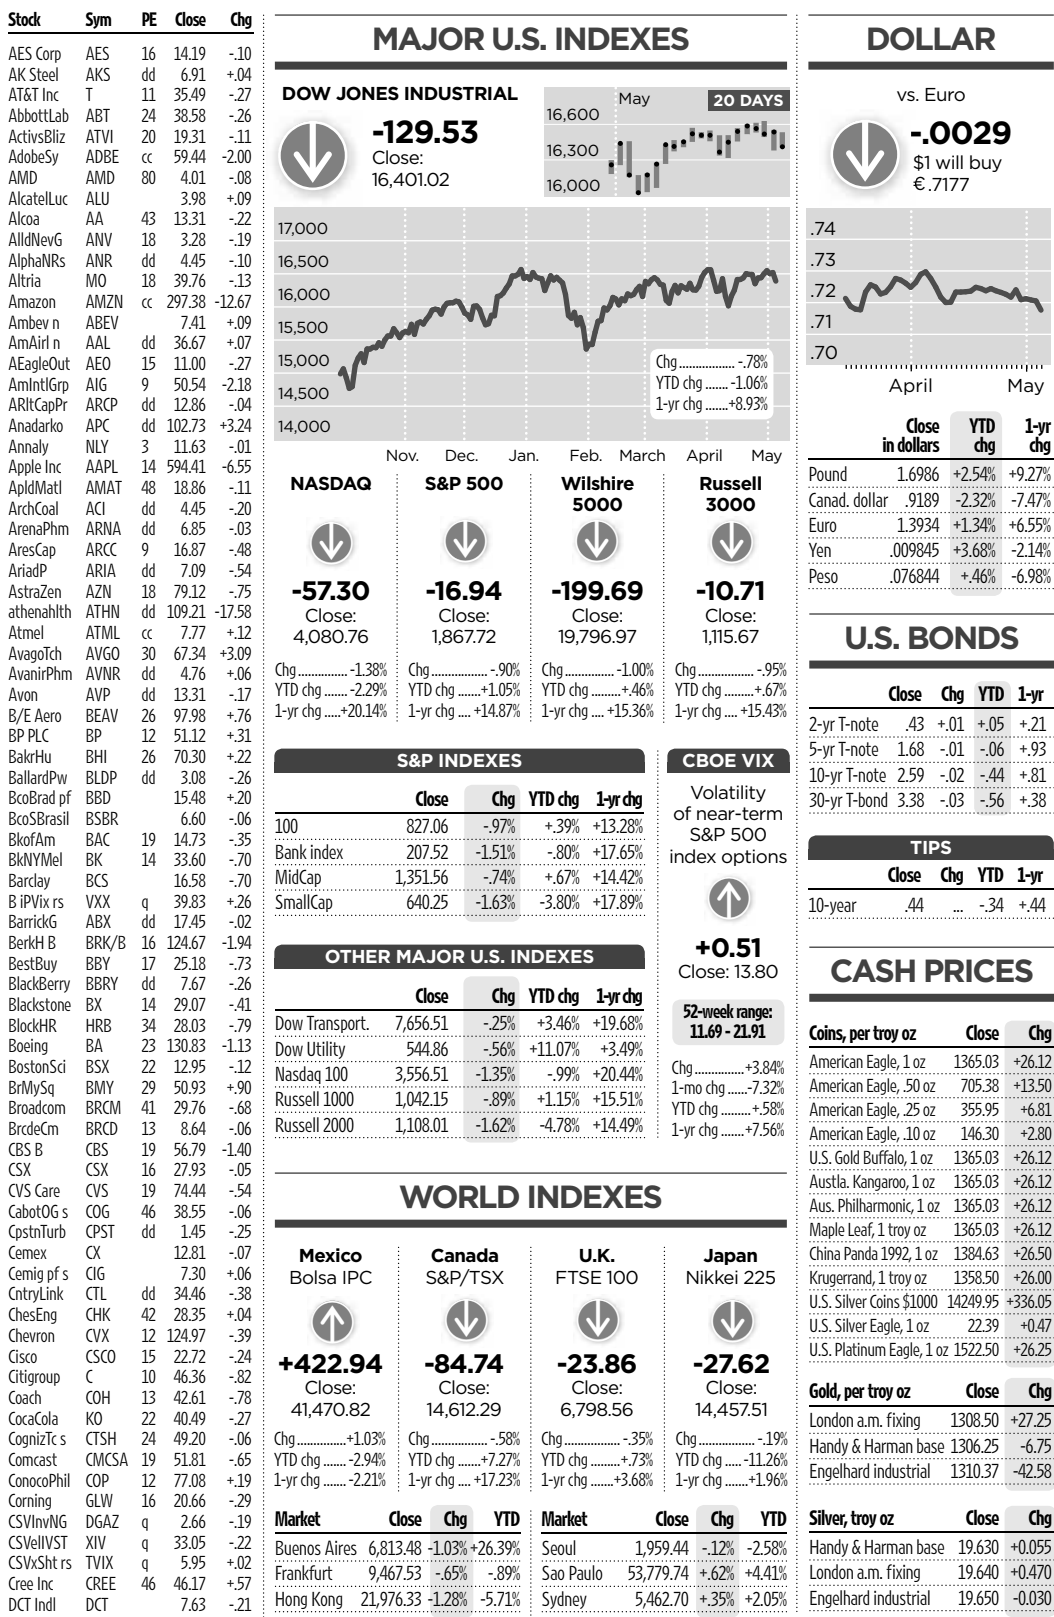 Stock Sym PE Close Chg
AES Corp AES 16 14.19 -.10
AK Steel AKS dd 6.91 +.04
AT&T Inc T 11 35.49 -.27
AbbottLab ABT 24 38.58 -.26
ActivsBliz ATVI 20 19.31 -.11
AdobeSy ADBE cc 59.44 -2.00
AMD AMD 80 4.01 -.08
AlcatelLuc ALU 3.98 +.09
Alcoa AA 43 13.31 -.22
AlldNevG ANV 18 3.28 -.19
AlphaNRs ANR dd 4.45 -.10
Altria MO 18 39.76 -.13
Amazon AMZN cc 297.38 -12.67
Ambev n ABEV 7.41 +.09
AmAirl n AAL dd 36.67 +.07
AEagleOut AEO 15 11.00 -.27
AmIntlGrp AIG 9 50.54 -2.18
ARltCapPr ARCP dd 12.86 -.04
Anadarko APC dd 102.73 +3.24
Annaly NLY 3 11.63 -.01
Apple Inc AAPL 14 594.41 -6.55
ApldMatl AMAT 48 18.86 -.11
ArchCoal ACI dd 4.45 -.20
ArenaPhm ARNA dd 6.85 -.03
AresCap ARCC 9 16.87 -.48
AriadP ARIA dd 7.09 -.54
AstraZen AZN 18 79.12 -.75
athenahlth ATHN dd 109.21 -17.58
Atmel ATML cc 7.77 +.12
AvagoTch AVGO 30 67.34 +3.09
AvanirPhm AVNR dd 4.76 +.06
Avon AVP dd 13.31 -.17
B/E Aero BEAV 26 97.98 +.76
BP PLC BP 12 51.12 +.31
BakrHu BHI 26 70.30 +.22
BallardPw BLDP dd 3.08 -.26
BcoBrad pf BBD 15.48 +.20
BcoSBrasil BSBR 6.60 -.06
BkofAm BAC 19 14.73 -.35
BkNYMel BK 14 33.60 -.70
Barclay BCS 16.58 -.70
B iPVix rs VXX q 39.83 +.26
BarrickG ABX dd 17.45 -.02
BerkH B BRK/B 16 124.67 -1.94
BestBuy BBY 17 25.18 -.73
BlackBerry BBRY dd 7.67 -.26
Blackstone BX 14 29.07 -.41
BlockHR HRB 34 28.03 -.79
Boeing BA 23 130.83 -1.13
BostonSci BSX 22 12.95 -.12
BrMySq BMY 29 50.93 +.90
Broadcom BRCM 41 29.76 -.68
BrcdeCm BRCD 13 8.64 -.06
CBS B CBS 19 56.79 -1.40
CSX CSX 16 27.93 -.05
CVS Care CVS 19 74.44 -.54
CabotOG s COG 46 38.55 -.06
CpstnTurb CPST dd 1.45 -.25
Cemex CX 12.81 -.07
Cemig pf s CIG 7.30 +.06
CntryLink CTL dd 34.46 -.38
ChesEng CHK 42 28.35 +.04
Chevron CVX 12 124.97 -.39
Cisco CSCO 15 22.72 -.24
Citigroup C 10 46.36 -.82
Coach COH 13 42.61 -.78
CocaCola KO 22 40.49 -.27
CognizTc s CTSH 24 49.20 -.06
Comcast CMCSA 19 51.81 -.65
ConocoPhil COP 12 77.08 +.19
Corning GLW 16 20.66 -.29
CSVInvNG DGAZ q 2.66 -.19
CSVellVST XIV q 33.05 -.22
CSVxSht rs TVIX q 5.95 +.02
Cree Inc CREE 46 46.17 +.57
DCT Indl DCT 7.63 -.21
MAJOR U.S. INDEXES
DOW JONES INDUSTRIAL
-129.53
Close:
16,401.02
May 20 DAYS
16,600
16,300
16,000
17,000
16,500
16,000
15,500
15,000
14,500
14,000
Chg ................. -.78%
YTD chg ....... -1.06%
1-yr chg .......+8.93%
Nov. Dec. Jan. Feb. March April May
NASDAQ
-57.30
Close:
4,080.76
Chg .............. -1.38%
YTD chg ....... -2.29%
1-yr chg .....+20.14%
S&P 500
-16.94
Close:
1,867.72
Chg ................ -.90%
YTD chg .......+1.05%
1-yr chg .... +14.87%
Wilshire
5000
-199.69
Close:
19,796.97
Chg ............... -1.00%
YTD chg .........+.46%
1-yr chg .... +15.36%
Russell
3000
-10.71
Close:
1,115.67
Chg ................. -.95%
YTD chg .........+.67%
1-yr chg .... +15.43%
S&P INDEXES
Close Chg YTD chg 1-yr chg
100 827.06 -.97% +.39% +13.28%
Bank index 207.52 -1.51% -.80% +17.65%
MidCap 1,351.56 -.74% +.67% +14.42%
SmallCap 640.25 -1.63% -3.80% +17.89%
OTHER MAJOR U.S. INDEXES
Close Chg YTD chg 1-yr chg
Dow Transport. 7,656.51 -.25% +3.46% +19.68%
Dow Utility 544.86 -.56% +11.07% +3.49%
Nasdaq 100 3,556.51 -1.35% -.99% +20.44%
Russell 1000 1,042.15 -.89% +1.15% +15.51%
Russell 2000 1,108.01 -1.62% -4.78% +14.49%
CBOE VIX
Volatility
of near-term
S&P 500
index options
+0.51
Close: 13.80
52-week range:
11.69 - 21.91
Chg ...............+3.84%
1-mo chg ......-7.32%
YTD chg .........+.58%
1-yr chg .......+7.56%
WORLD INDEXES
Mexico
Bolsa IPC
+422.94
Close:
41,470.82
Chg ...............+1.03%
YTD chg ....... -2.94%
1-yr chg ....... -2.21%
Canada
S&P/TSX
-84.74
Close:
14,612.29
Chg ................. -.58%
YTD chg .......+7.27%
1-yr chg .....+17.23%
U.K.
FTSE 100
-23.86
Close:
6,798.56
Chg ................. -.35%
YTD chg .........+.73%
1-yr chg .......+3.68%
Japan
Nikkei 225
-27.62
Close:
14,457.51
Chg ................. -.19%
YTD chg ..... -11.26%
1-yr chg .......+1.96%
Market Close Chg YTD
Buenos Aires 6,813.48 -1.03% +26.39%
Frankfurt 9,467.53 -.65% -.89%
Hong Kong 21,976.33 -1.28% -5.71%
Market Close Chg YTD
Seoul 1,959.44 -.12% -2.58%
Sao Paulo 53,779.74 +.62% +4.41%
Sydney 5,462.70 +.35% +2.05%
DOLLAR
vs. Euro
-.0029
$1 will buy
€.7177
.74
.73
.72
.71
.70
April May
Close YTD 1-yr
in dollars chg chg
Pound 1.6986 +2.54% +9.27%
Canad. dollar .9189 -2.32% -7.47%
Euro 1.3934 +1.34% +6.55%
Yen .009845 +3.68% -2.14%
Peso .076844 +.46% -6.98%
U.S. BONDS
Close Chg YTD 1-yr
2-yr T-note .43 +.01 +.05 +.21
5-yr T-note 1.68 -.01 -.06 +.93
10-yr T-note 2.59 -.02 -.44 +.81
30-yr T-bond 3.38 -.03 -.56 +.38
TIPS
Close Chg YTD 1-yr
10-year .44 ... -.34 +.44
CASH PRICES
Coins, per troy oz Close Chg
American Eagle, 1 oz 1365.03 +26.12
American Eagle, .50 oz 705.38 +13.50
American Eagle, .25 oz 355.95 +6.81
American Eagle, .10 oz 146.30 +2.80
U.S. Gold Buffalo, 1 oz 1365.03 +26.12
Austla. Kangaroo, 1 oz 1365.03 +26.12
Aus. Philharmonic, 1 oz 1365.03 +26.12
Maple Leaf, 1 troy oz 1365.03 +26.12
China Panda 1992, 1 oz 1384.63 +26.50
Krugerrand, 1 troy oz 1358.50 +26.00
U.S. Silver Coins $1000 14249.95 +336.05
U.S. Silver Eagle, 1 oz 22.39 +0.47
U.S. Platinum Eagle, 1 oz 1522.50 +26.25
Gold, per troy oz Close Chg
London a.m. fixing 1308.50 +27.25
Handy & Harman base 1306.25 -6.75
Engelhard industrial 1310.37 -42.58
Silver, troy oz Close Chg
Handy & Harman base 19.630 +0.055
London a.m. fixing 19.640 +0.470
Engelhard industrial 19.650 -0.030